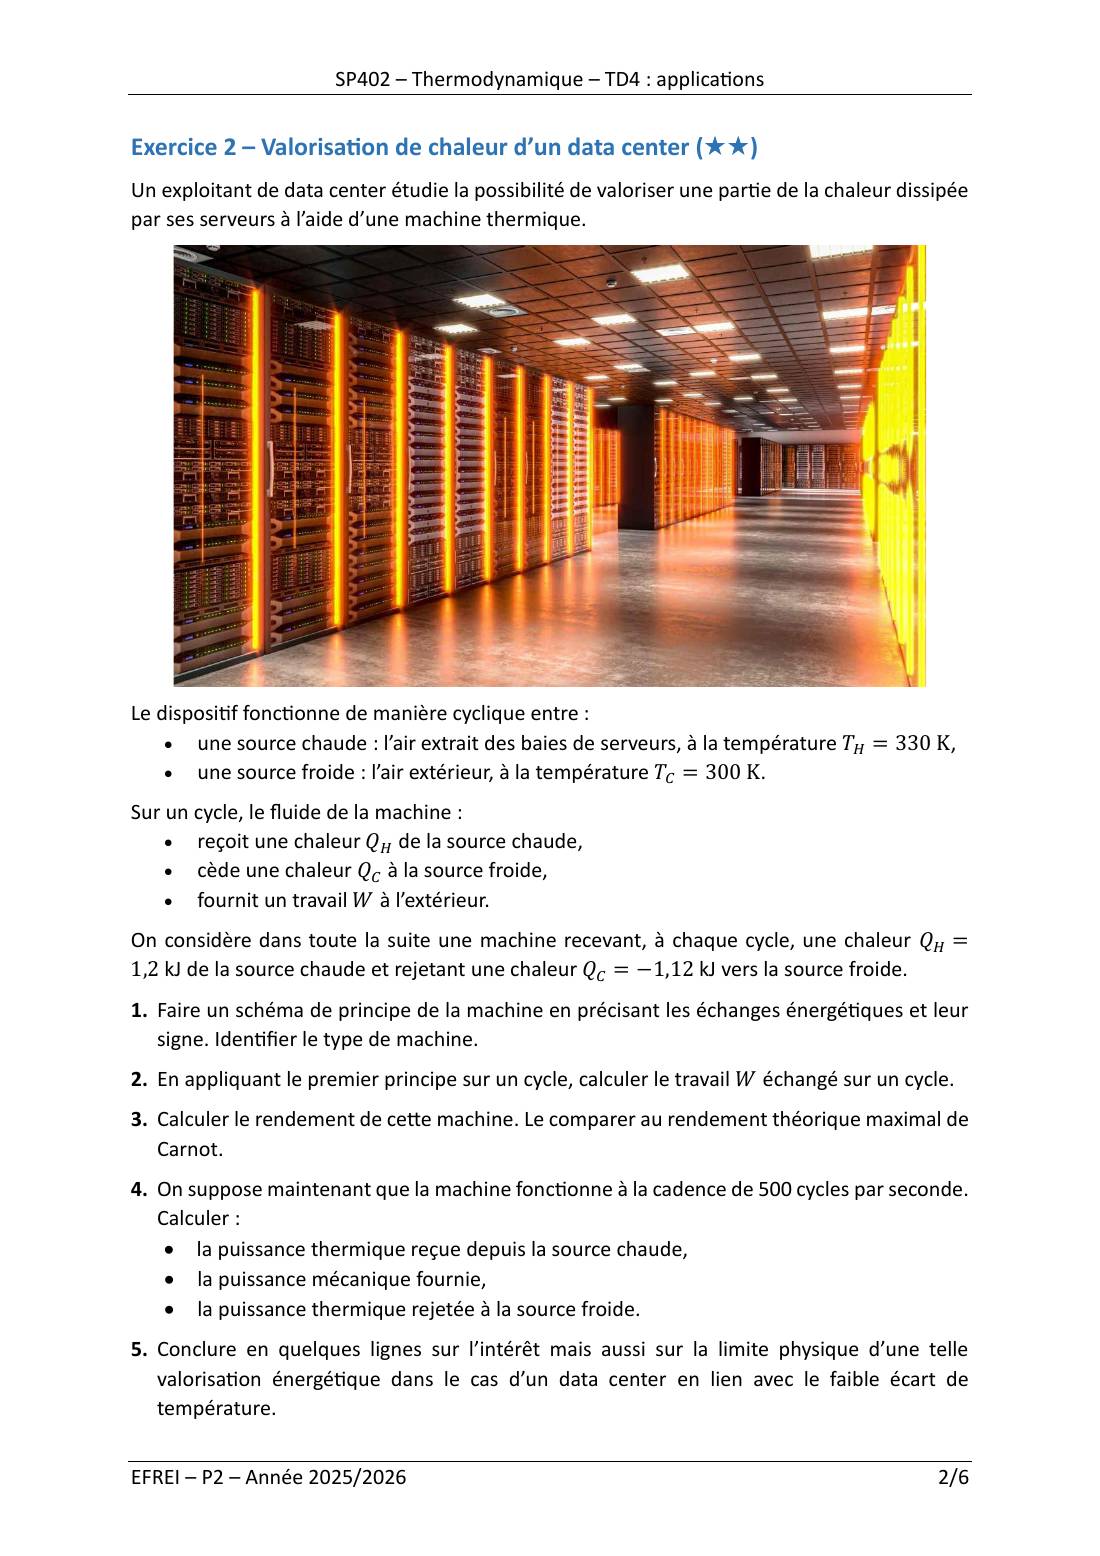 SP402 – Thermodynamique – TD4 : applications
Exercice 2 – Valorisation de chaleur d’un data center (★★)
Un exploitant de data center étudie la possibilité de valoriser une partie de la chaleur dissipée
par ses serveurs à l’aide d’une machine thermique.
Le dispositif fonctionne de manière cyclique entre :
• une source chaude : l’air extrait des baies de serveurs, à la température T_H = 330 K,
• une source froide : l’air extérieur, à la température T_C = 300 K.
Sur un cycle, le fluide de la machine :
• reçoit une chaleur Q_H de la source chaude,
• cède une chaleur Q_C à la source froide,
• fournit un travail W à l’extérieur.
On considère dans toute la suite une machine recevant, à chaque cycle, une chaleur Q_H =
1,2 kJ de la source chaude et rejetant une chaleur Q_C = −1,12 kJ vers la source froide.
1. Faire un schéma de principe de la machine en précisant les échanges énergétiques et leur
signe. Identifier le type de machine.
2. En appliquant le premier principe sur un cycle, calculer le travail W échangé sur un cycle.
3. Calculer le rendement de cette machine. Le comparer au rendement théorique maximal de
Carnot.
4. On suppose maintenant que la machine fonctionne à la cadence de 500 cycles par seconde.
Calculer :
• la puissance thermique reçue depuis la source chaude,
• la puissance mécanique fournie,
• la puissance thermique rejetée à la source froide.
5. Conclure en quelques lignes sur l’intérêt mais aussi sur la limite physique d’une telle
valorisation énergétique dans le cas d’un data center en lien avec le faible écart de
température.
EFREI – P2 – Année 2025/2026 2/6